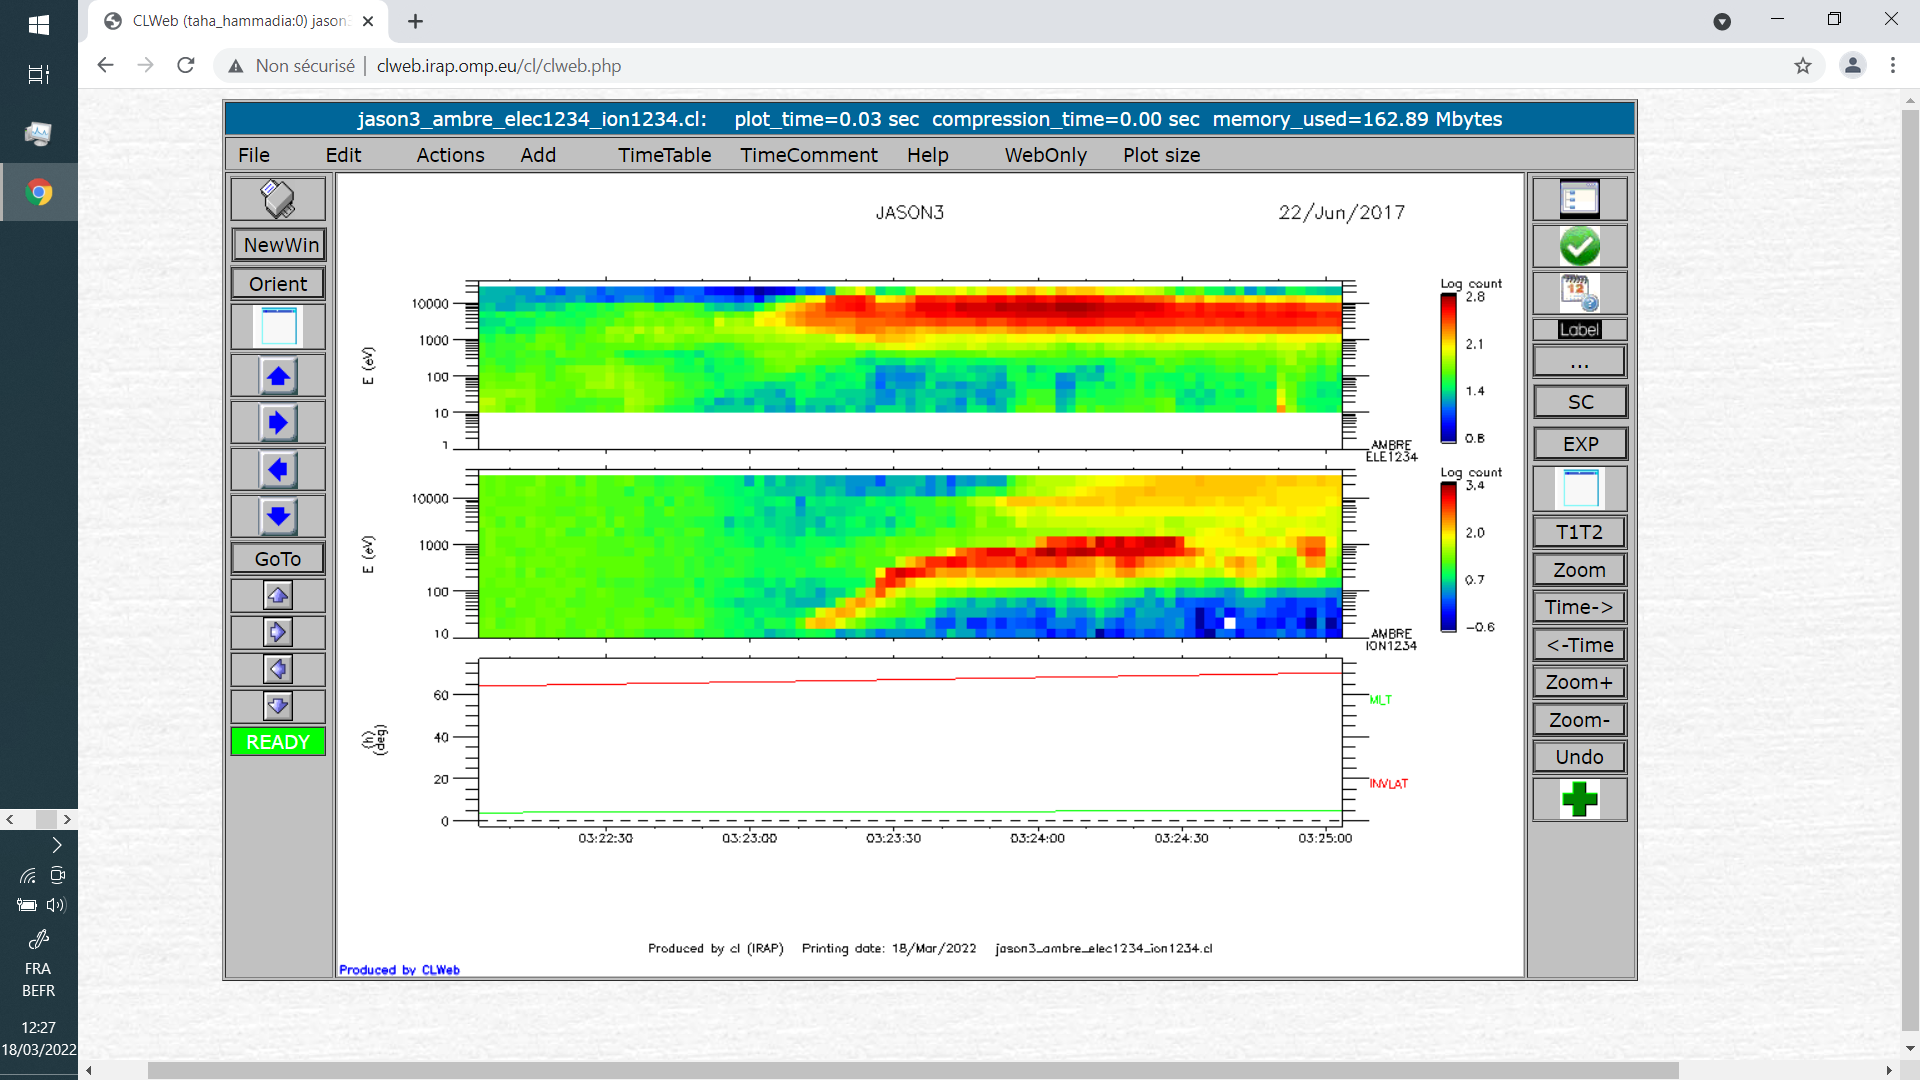 CLWeb (taha_hammadia:0) jason3
Non sécurisé | clweb.irap.omp.eu/cl/clweb.php
jason3_ambre_elec1234_ion1234.cl: plot_time=0.03 sec compression_time=0.00 sec memory_used=162.89 Mbytes
File Edit Actions Add TimeTable TimeComment Help WebOnly Plot size
NewWin
Orient
GoTo
READY
JASON3 22/Jun/2017
E (eV)
10000
1000
100
10
1
AMBRE
ELE1234
Log count
2.8
2.1
1.4
0.8
E (eV)
10000
1000
100
10
AMBRE
ION1234
Log count
3.4
2.0
0.7
-0.6
(h)
(deg)
60
40
20
0
MLT
INVLAT
03:22:30 03:23:00 03:23:30 03:24:00 03:24:30 03:25:00
Produced by cl (IRAP) Printing date: 18/Mar/2022 jason3_ambre_elec1234_ion1234.cl
Produced by CLWeb
12
Label
...
SC
EXP
T1T2
Zoom
Time->
<-Time
Zoom+
Zoom-
Undo
FRA
BEFR
12:27
18/03/2022